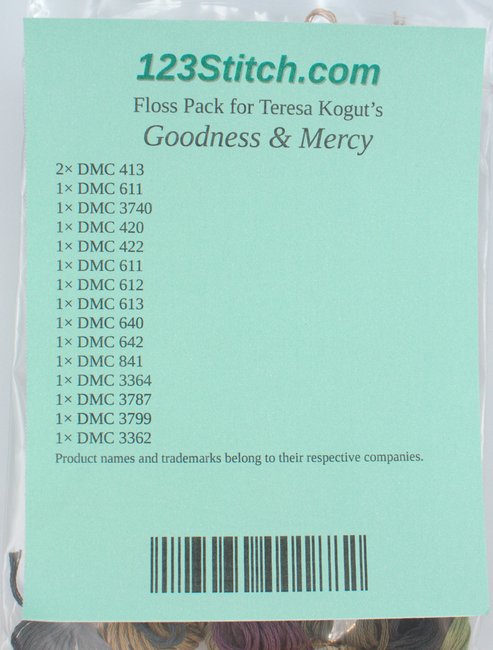 123Stitch.com
Floss Pack for Teresa Kogut's
Goodness & Mercy
2× DMC 413
1× DMC 611
1× DMC 3740
1× DMC 420
1× DMC 422
1× DMC 611
1× DMC 612
1× DMC 613
1× DMC 640
1× DMC 642
1× DMC 841
1× DMC 3364
1× DMC 3787
1× DMC 3799
1× DMC 3362
Product names and trademarks belong to their respective companies.